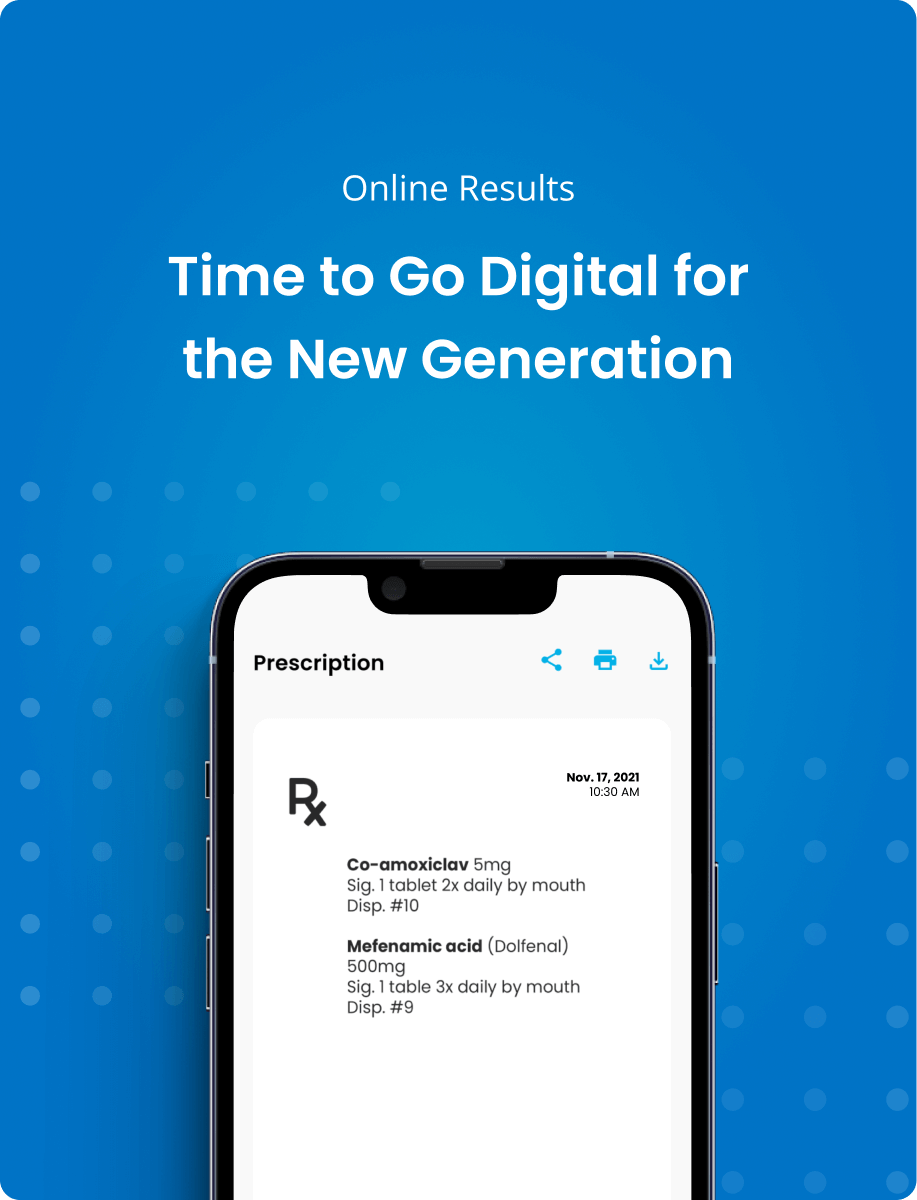 Online Results
Time to Go Digital for
the New Generation
Prescription
Rx
Nov. 17, 2021
10:30 AM
Co-amoxiclav 5mg
Sig. 1 tablet 2x daily by mouth
Disp. #10
Mefenamic acid (Dolfenal)
500mg
Sig. 1 table 3x daily by mouth
Disp. #9